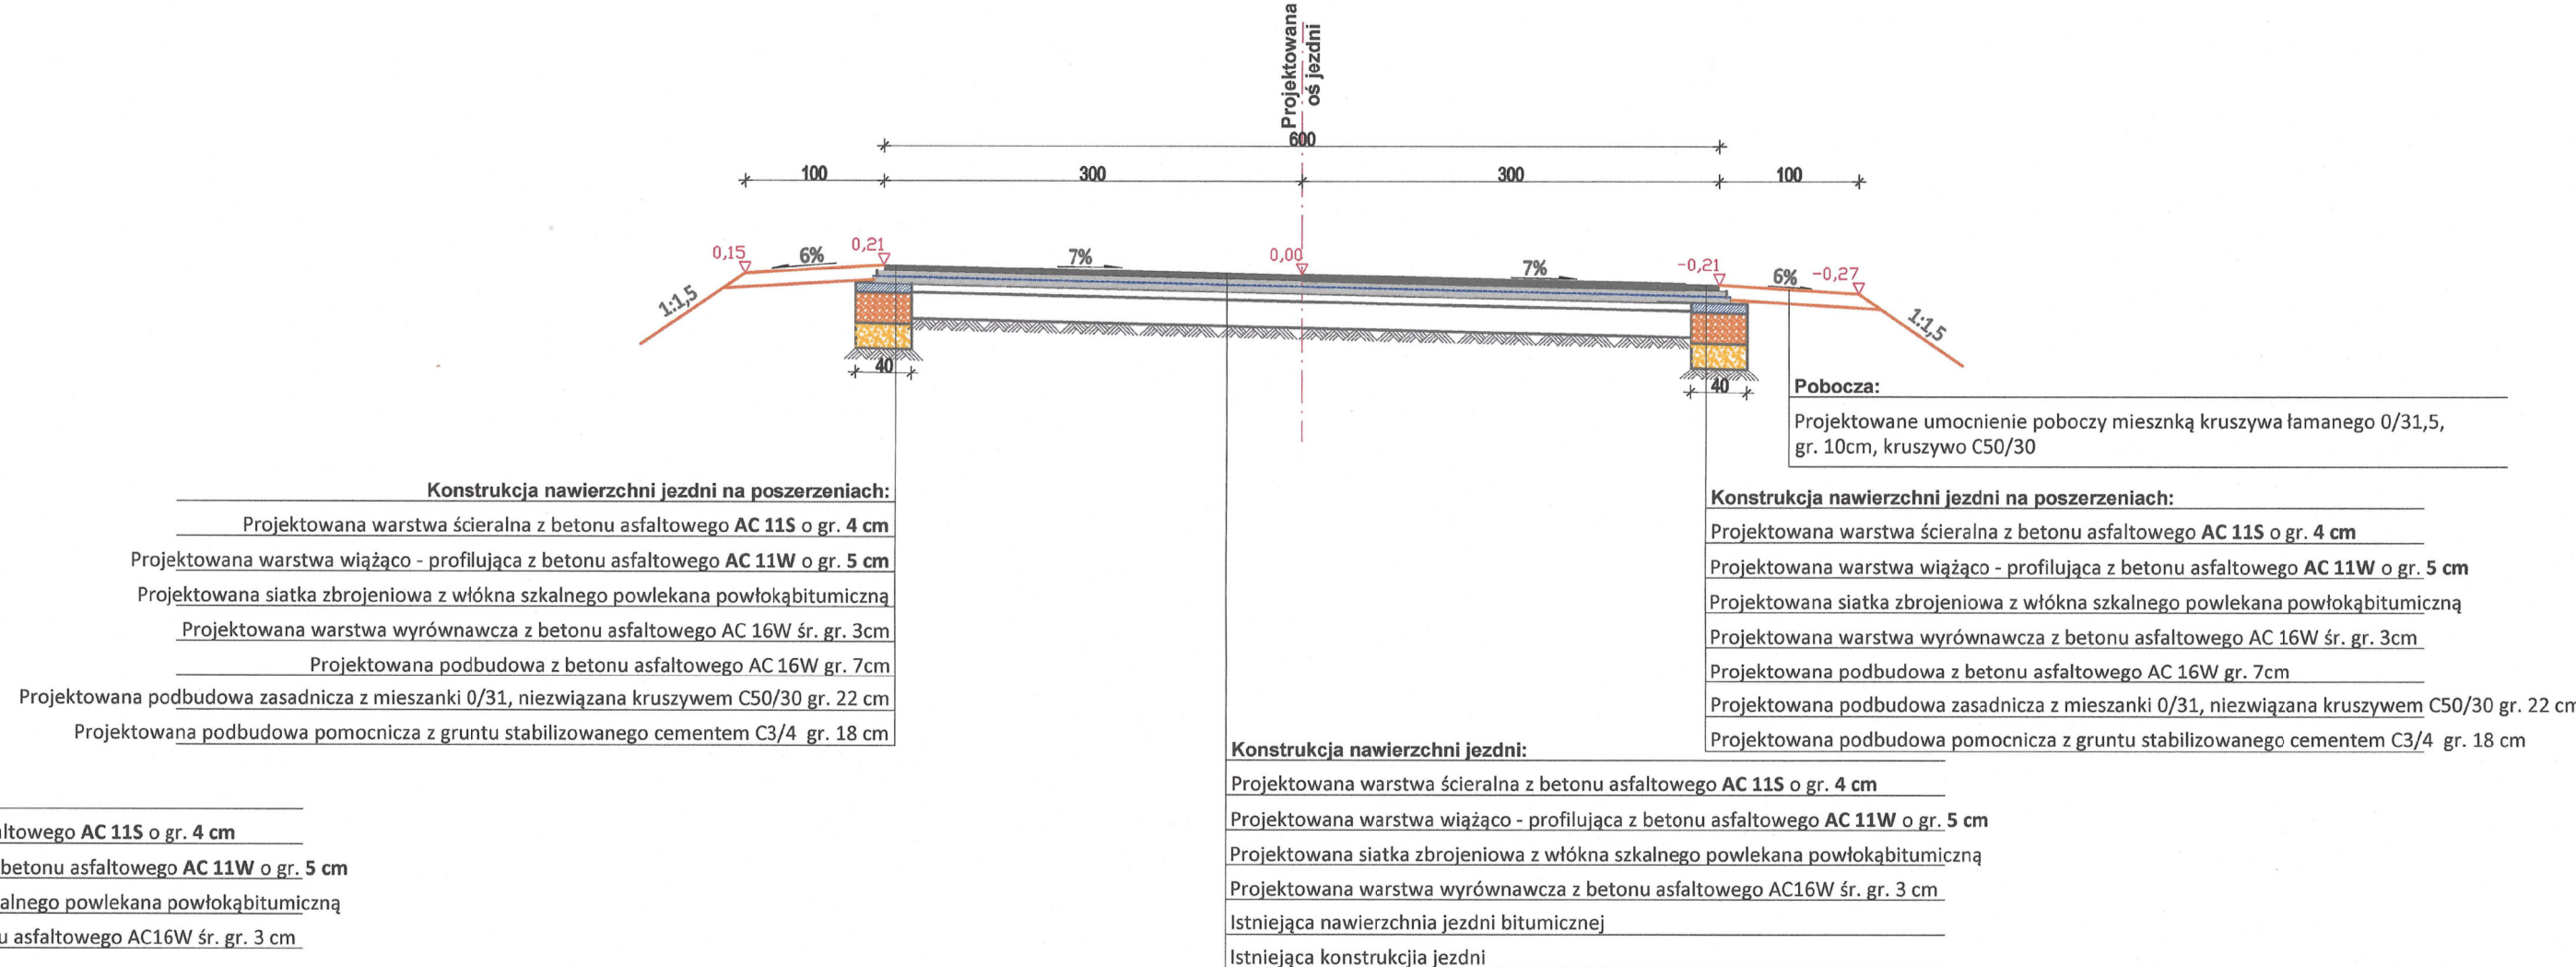 Projektowana
oś jezdni
600
100
300
300
100
0,15
6%
0,21
7%
0,00
7%
-0,21
6%
-0,27
1:1,5
1:1,5
40
40
Pobocza:
Projektowane umocnienie poboczy miesznką kruszywa łamanego 0/31,5,
gr. 10cm, kruszywo C50/30
Konstrukcja nawierzchni jezdni na poszerzeniach:
Projektowana warstwa ścieralna z betonu asfaltowego AC 11S o gr. 4 cm
Projektowana warstwa wiążąco - profilująca z betonu asfaltowego AC 11W o gr. 5 cm
Projektowana siatka zbrojeniowa z włókna szkalnego powlekana powłokąbitumiczną
Projektowana warstwa wyrównawcza z betonu asfaltowego AC 16W śr. gr. 3cm
Projektowana podbudowa z betonu asfaltowego AC 16W gr. 7cm
Projektowana podbudowa zasadnicza z mieszanki 0/31, niezwiązana kruszywem C50/30 gr. 22 cm
Projektowana podbudowa pomocnicza z gruntu stabilizowanego cementem C3/4 gr. 18 cm
Konstrukcja nawierzchni jezdni na poszerzeniach:
Projektowana warstwa ścieralna z betonu asfaltowego AC 11S o gr. 4 cm
Projektowana warstwa wiążąco - profilująca z betonu asfaltowego AC 11W o gr. 5 cm
Projektowana siatka zbrojeniowa z włókna szkalnego powlekana powłokąbitumiczną
Projektowana warstwa wyrównawcza z betonu asfaltowego AC 16W śr. gr. 3cm
Projektowana podbudowa z betonu asfaltowego AC 16W gr. 7cm
Projektowana podbudowa zasadnicza z mieszanki 0/31, niezwiązana kruszywem C50/30 gr. 22 cm
Projektowana podbudowa pomocnicza z gruntu stabilizowanego cementem C3/4 gr. 18 cm
Konstrukcja nawierzchni jezdni:
Projektowana warstwa ścieralna z betonu asfaltowego AC 11S o gr. 4 cm
Projektowana warstwa wiążąco - profilująca z betonu asfaltowego AC 11W o gr. 5 cm
Projektowana siatka zbrojeniowa z włókna szkalnego powlekana powłokąbitumiczną
Projektowana warstwa wyrównawcza z betonu asfaltowego AC16W śr. gr. 3 cm
Istniejąca nawierzchnia jezdni bitumicznej
Istniejąca konstrukcjia jezdni
altowego AC 11S o gr. 4 cm
betonu asfaltowego AC 11W o gr. 5 cm
alnego powlekana powłokąbitumiczną
u asfaltowego AC16W śr. gr. 3 cm